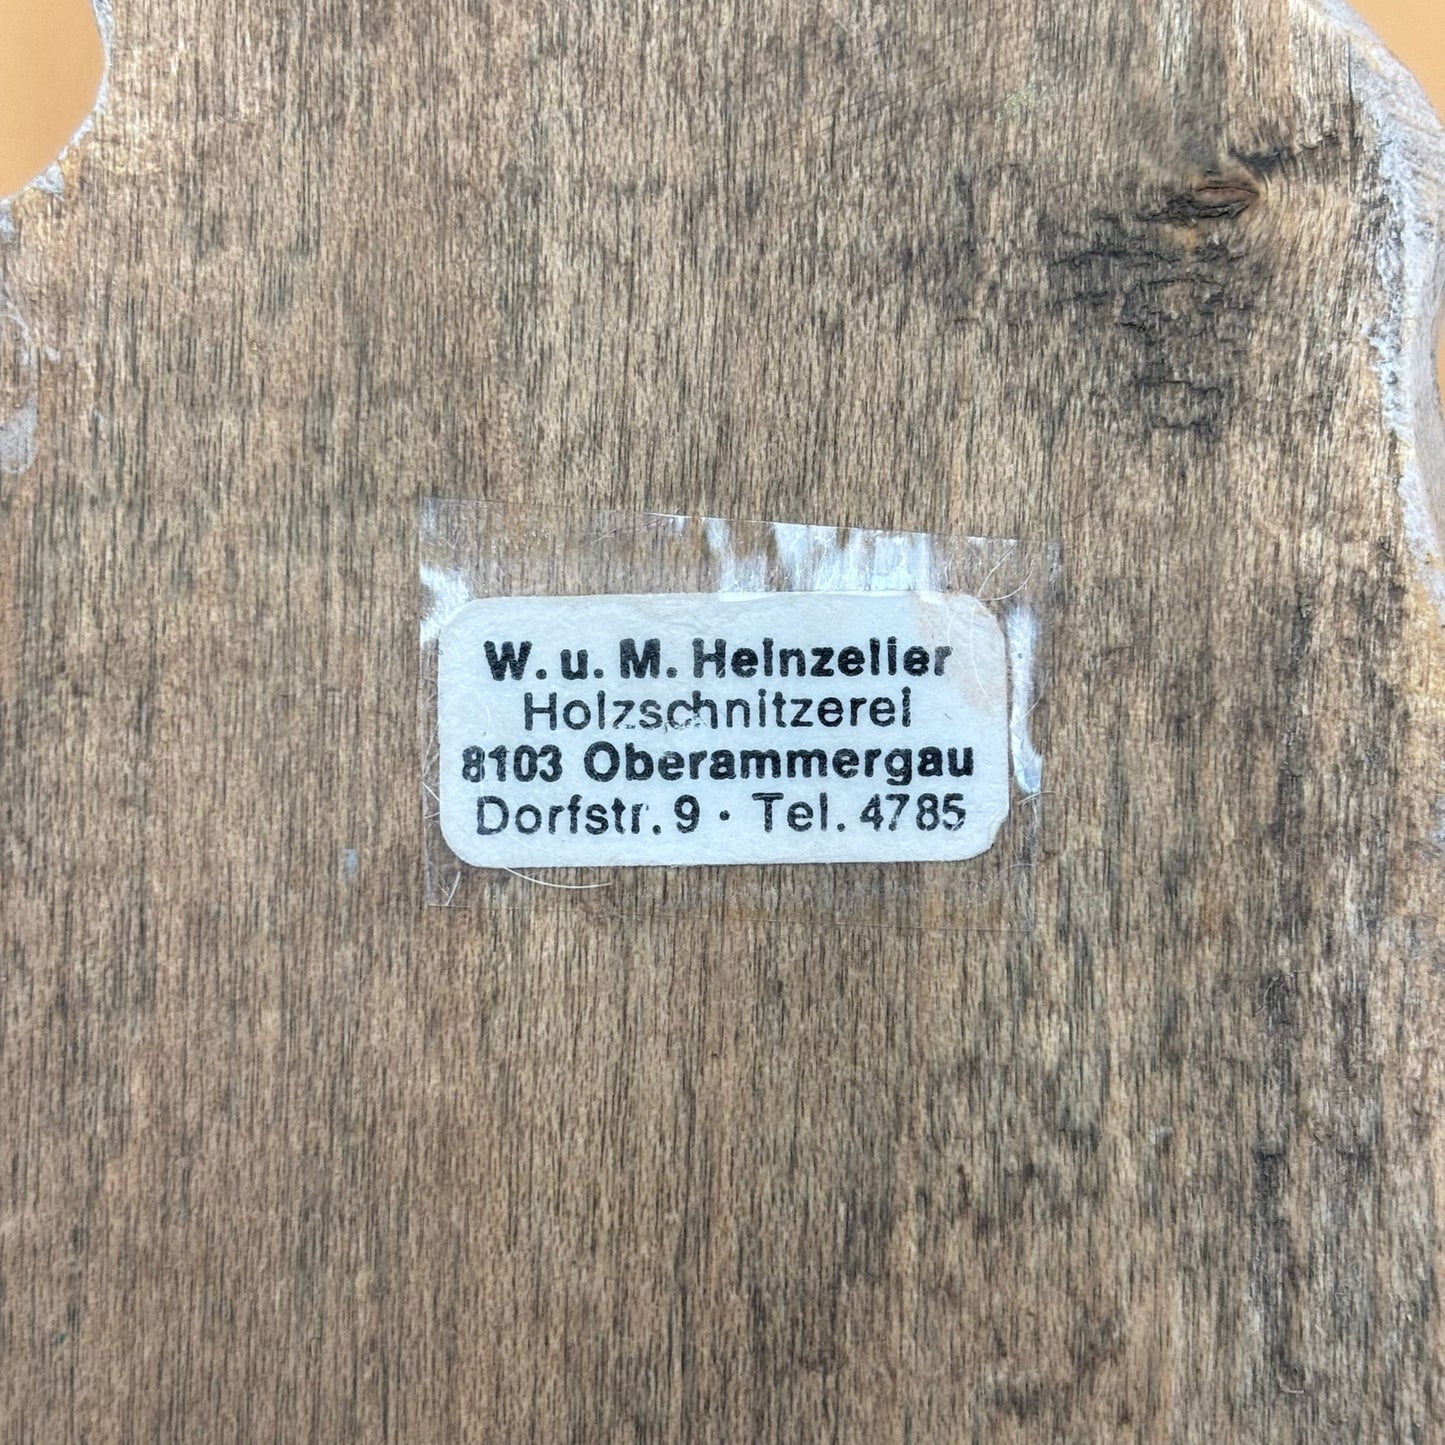 W. u. M. Heinzeller
Holzschnitzerei
8103 Oberammergau
Dorfstr. 9 · Tel. 4785